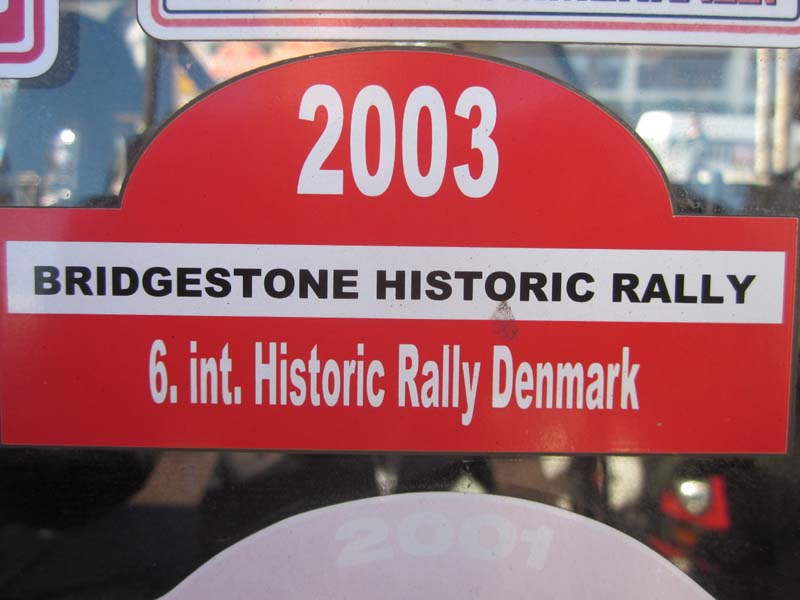 2003
BRIDGESTONE HISTORIC RALLY
6. int. Historic Rally Denmark
2001